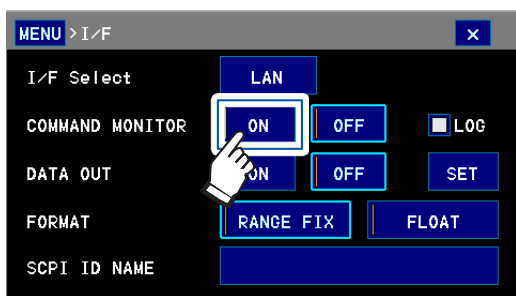 MENU >I/F x
I/F Select LAN
COMMAND MONITOR ON OFF LOG
DATA OUT ON OFF SET
FORMAT RANGE FIX FLOAT
SCPI ID NAME